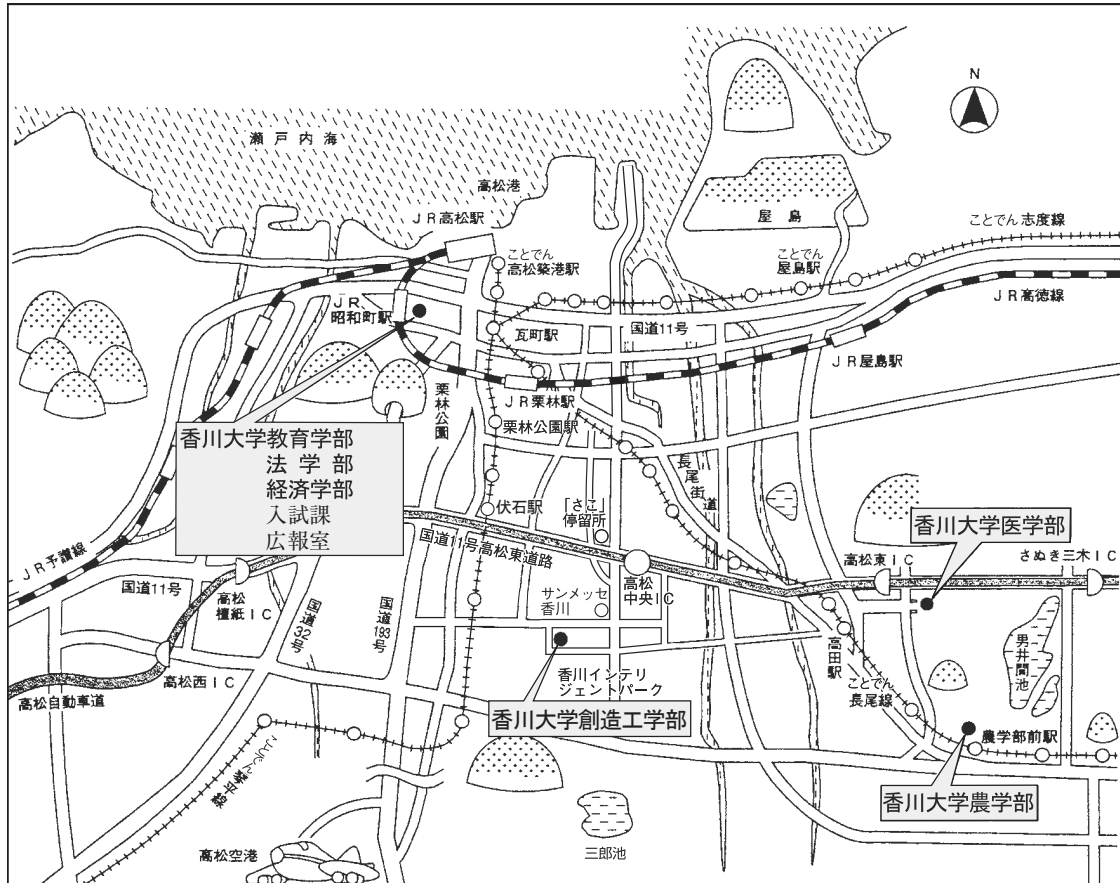 N
瀬戸内海
高松港
JR高松駅
屋島
ことでん 志度線
ことでん
高松築港駅
ことでん
屋島駅
JR高徳線
JR
昭和町駅
瓦町駅
国道11号
JR屋島駅
栗林公園
JR栗林駅
栗林公園駅
長尾街道
香川大学教育学部
法学部
経済学部
入試課
広報室
伏石駅
「さこ」
停留所
香川大学医学部
国道11号高松東道路
高松東IC
さぬき三木IC
JR予讃線
国道11号
高松
檀紙IC
国道32号
国道193号
サンメッセ
香川
高松
中央IC
高田駅
男井間池
高松西IC
高松自動車道
香川インテリ
ジェントパーク
ことでん
長尾線
香川大学創造工学部
農学部前駅
ことでん琴平線
香川大学農学部
三郎池
高松空港